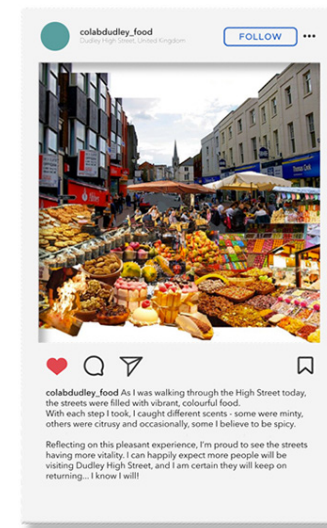 colabdudley_food
Dudley High Street, United Kingdom
FOLLOW
Thomas Cook
colabdudley_food As I was walking through the High Street today,
the streets were filled with vibrant, colourful food.
With each step I took, I caught different scents - some were minty,
others were citrusy and occasionally, some I believe to be spicy.
Reflecting on this pleasant experience, I'm proud to see the streets
having more vitality. I can happily expect more people will be
visiting Dudley High Street, and I am certain they will keep on
returning... I know I will!